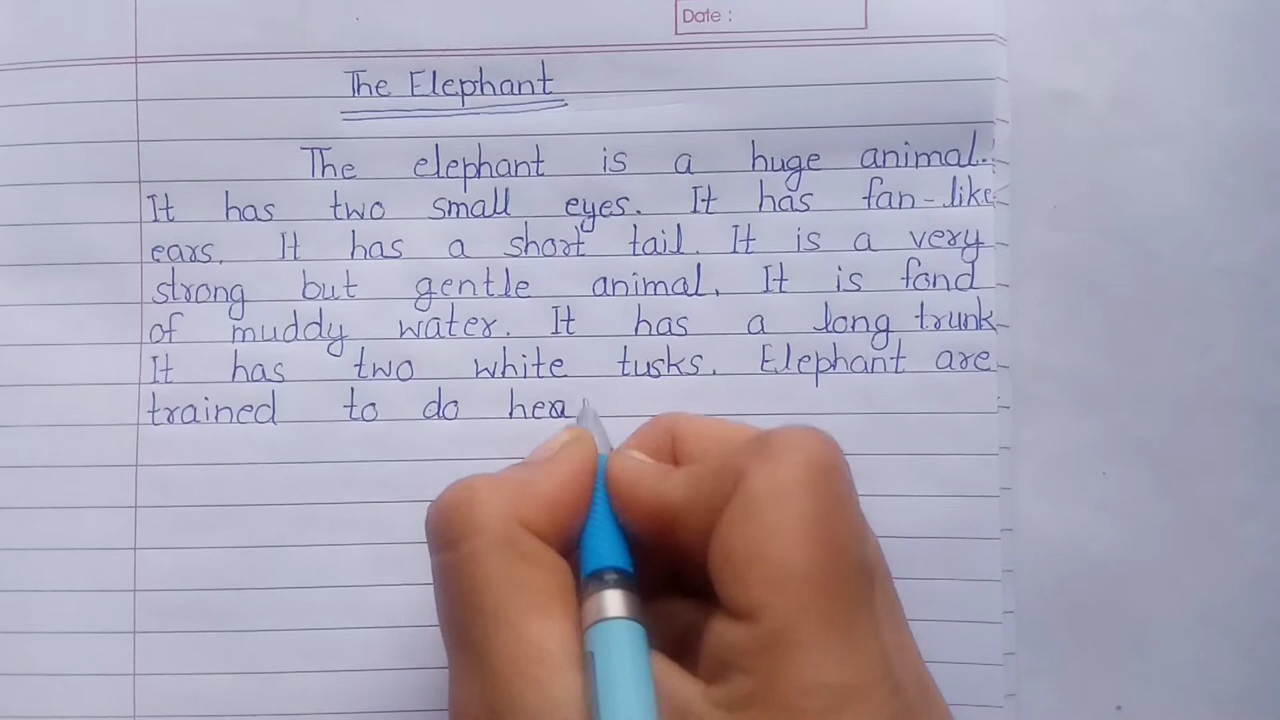 Date :
The Elephant
The elephant is a huge animal.
It has two small eyes. It has fan-like
ears. It has a short tail. It is a very
strong but gentle animal. It is fond
of muddy water. It has a long trunk
It has two white tusks. Elephant are
trained to do hea